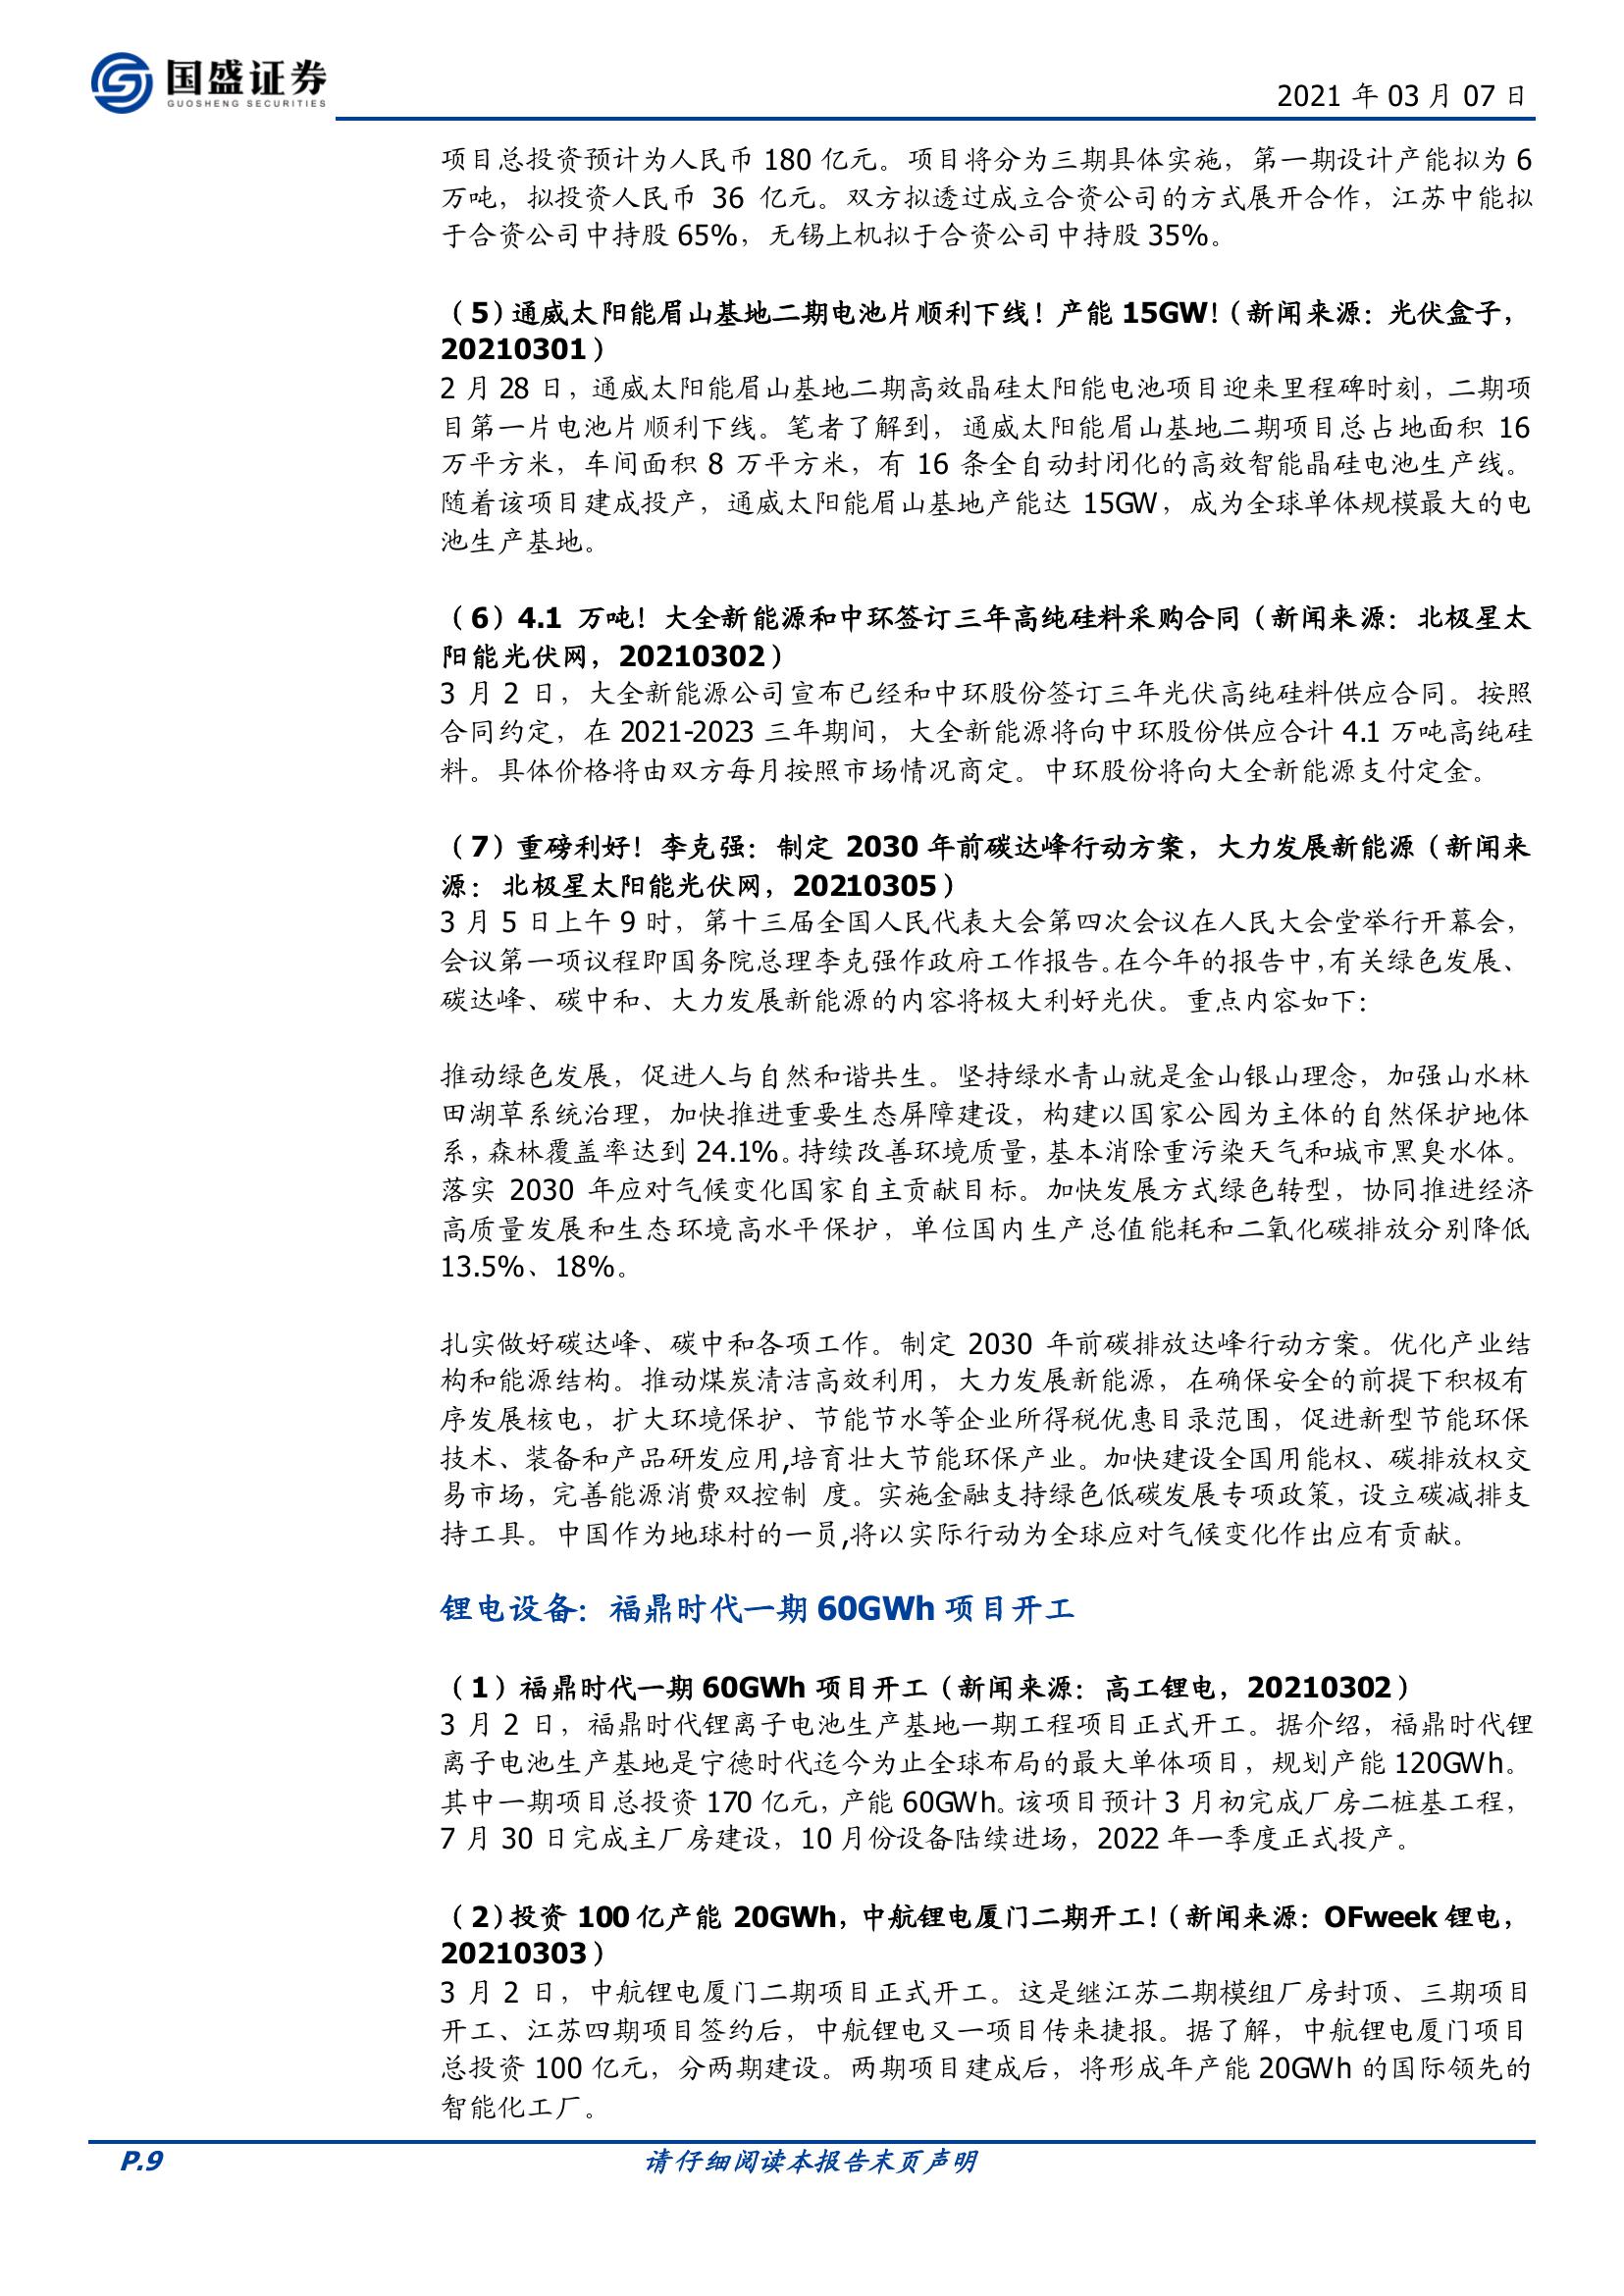 国盛证券
GUOSHENG SECURITIES
2021 年 03 月 07 日
项目总投资预计为人民币 180 亿元。项目将分为三期具体实施，第一期设计产能拟为 6
万吨，拟投资人民币 36 亿元。双方拟透过成立合资公司的方式展开合作，江苏中能拟
于合资公司中持股 65%，无锡上机拟于合资公司中持股 35%。
（5）通威太阳能眉山基地二期电池片顺利下线！产能 15GW!（新闻来源：光伏盒子，
20210301）
2 月 28 日，通威太阳能眉山基地二期高效晶硅太阳能电池项目迎来里程碑时刻，二期项
目第一片电池片顺利下线。笔者了解到，通威太阳能眉山基地二期项目总占地面积 16
万平方米，车间面积 8 万平方米，有 16 条全自动封闭化的高效智能晶硅电池生产线。
随着该项目建成投产，通威太阳能眉山基地产能达 15GW，成为全球单体规模最大的电
池生产基地。
（6）4.1 万吨！大全新能源和中环签订三年高纯硅料采购合同（新闻来源：北极星太
阳能光伏网，20210302）
3 月 2 日，大全新能源公司宣布已经和中环股份签订三年光伏高纯硅料供应合同。按照
合同约定，在 2021-2023 三年期间，大全新能源将向中环股份供应合计 4.1 万吨高纯硅
料。具体价格将由双方每月按照市场情况商定。中环股份将向大全新能源支付定金。
（7）重磅利好！李克强：制定 2030 年前碳达峰行动方案，大力发展新能源（新闻来
源：北极星太阳能光伏网，20210305）
3 月 5 日上午 9 时，第十三届全国人民代表大会第四次会议在人民大会堂举行开幕会，
会议第一项议程即国务院总理李克强作政府工作报告。在今年的报告中，有关绿色发展、
碳达峰、碳中和、大力发展新能源的内容将极大利好光伏。重点内容如下：
推动绿色发展，促进人与自然和谐共生。坚持绿水青山就是金山银山理念，加强山水林
田湖草系统治理，加快推进重要生态屏障建设，构建以国家公园为主体的自然保护地体
系，森林覆盖率达到 24.1%。持续改善环境质量，基本消除重污染天气和城市黑臭水体。
落实 2030 年应对气候变化国家自主贡献目标。加快发展方式绿色转型，协同推进经济
高质量发展和生态环境高水平保护，单位国内生产总值能耗和二氧化碳排放分别降低
13.5%、18%。
扎实做好碳达峰、碳中和各项工作。制定 2030 年前碳排放达峰行动方案。优化产业结
构和能源结构。推动煤炭清洁高效利用，大力发展新能源，在确保安全的前提下积极有
序发展核电，扩大环境保护、节能节水等企业所得税优惠目录范围，促进新型节能环保
技术、装备和产品研发应用,培育壮大节能环保产业。加快建设全国用能权、碳排放权交
易市场，完善能源消费双控制 度。实施金融支持绿色低碳发展专项政策，设立碳减排支
持工具。中国作为地球村的一员,将以实际行动为全球应对气候变化作出应有贡献。
锂电设备：福鼎时代一期 60GWh 项目开工
（1）福鼎时代一期 60GWh 项目开工（新闻来源：高工锂电，20210302）
3 月 2 日，福鼎时代锂离子电池生产基地一期工程项目正式开工。据介绍，福鼎时代锂
离子电池生产基地是宁德时代迄今为止全球布局的最大单体项目，规划产能 120GWh。
其中一期项目总投资 170 亿元，产能 60GWh。该项目预计 3 月初完成厂房二桩基工程，
7 月 30 日完成主厂房建设，10 月份设备陆续进场，2022 年一季度正式投产。
（2）投资 100 亿产能 20GWh，中航锂电厦门二期开工！（新闻来源：OFweek 锂电，
20210303）
3 月 2 日，中航锂电厦门二期项目正式开工。这是继江苏二期模组厂房封顶、三期项目
开工、江苏四期项目签约后，中航锂电又一项目传来捷报。据了解，中航锂电厦门项目
总投资 100 亿元，分两期建设。两期项目建成后，将形成年产能 20GWh 的国际领先的
智能化工厂。
P.9
请仔细阅读本报告末页声明